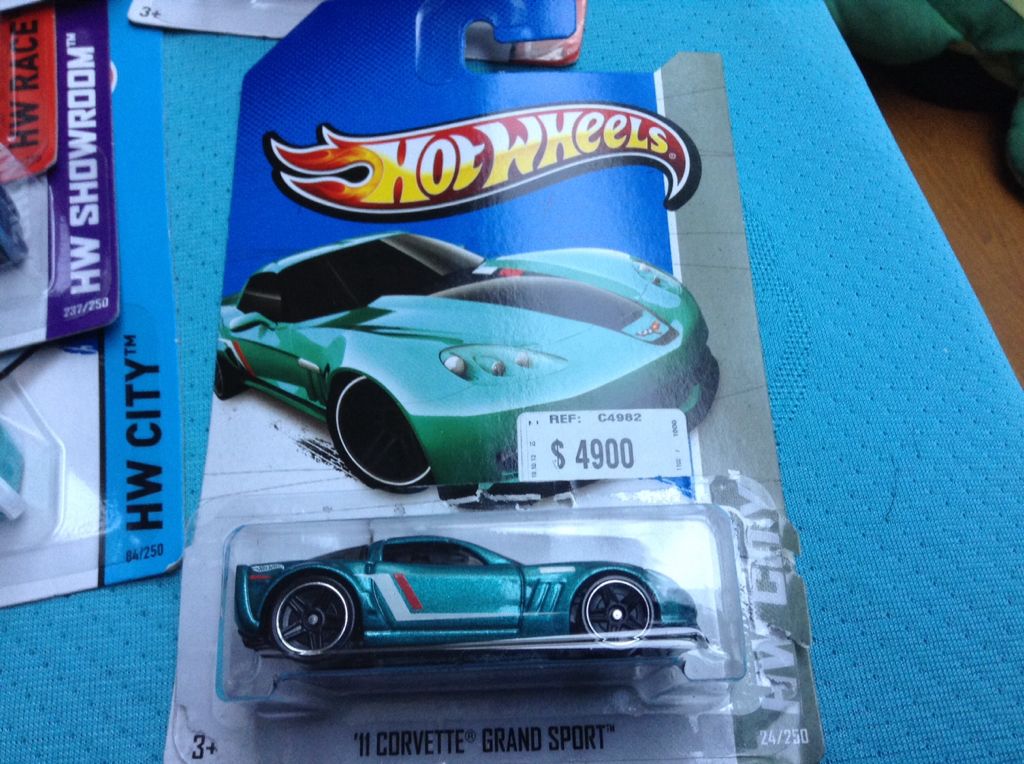 3+
HW RACE
HW SHOWROOM™
237/250
HW CITY™
84/250
HOT WHEELS®
REF: C4982
$ 4900
HW CITY
3+
'11 CORVETTE® GRAND SPORT™
24/250